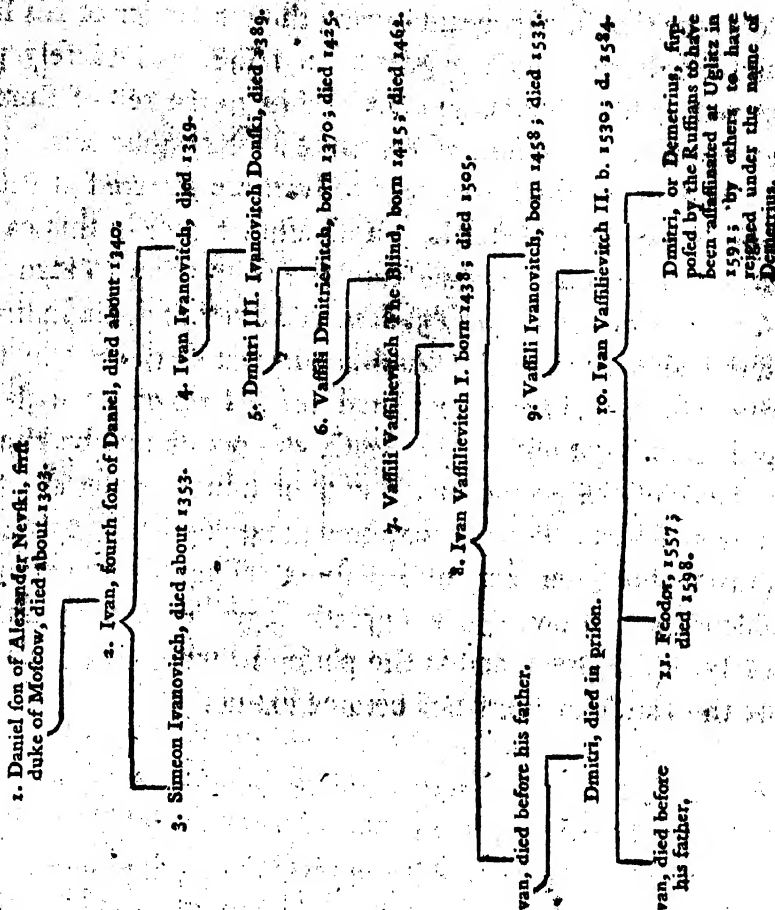 1. Daniel ſon of Alexander Nevſki, firſt
duke of Moſcow, died about 1303.
2. Ivan, fourth ſon of Daniel, died about 1340.
3. Simeon Ivanovitch, died about 1353.
4. Ivan Ivanovitch, died 1359.
5. Dmitri III. Ivanovitch Donſki, died 1389.
6. Vaſſili Dmitrievitch, born 1370; died 1425.
7. Vaſſili Vaſſilievitch The Blind, born 1415; died 1462.
8. Ivan Vaſſilievitch I. born 1438; died 1505.
van, died before his father.
9. Vaſſili Ivanovitch, born 1458; died 1533.
Dmitri, died in priſon.
10. Ivan Vaſſilievitch II. b. 1530; d. 1584.
van, died before
his father.
11. Feodor, 1557;
died 1598.
Dmitri, or Demetrius, ſup-
poſed by the Ruſſians to have
been aſſaſſinated at Uglitz in
1591; by others to have
reigned under the name of
Demetrius.